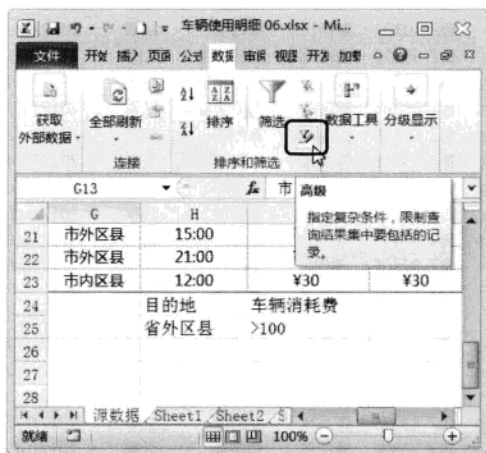 车辆使用明细 06.xlsx - Mi...
文件 开始 插入 页面 公式 数据 审阅 视图 开发 加载
获取 外部数据 全部刷新 排序 筛选 数据工具 分级显示
连接 排序和筛选
G13 fx 市
高级
指定复杂条件，限制查
询结果集中要包括的记
录。
G H
21 市外区县 15:00
22 市外区县 21:00
23 市内区县 12:00 ¥30 ¥30
24 目的地 车辆消耗费
25 省外区县 >100
26
27
28
源数据 Sheet1 Sheet2 S
就绪 100%